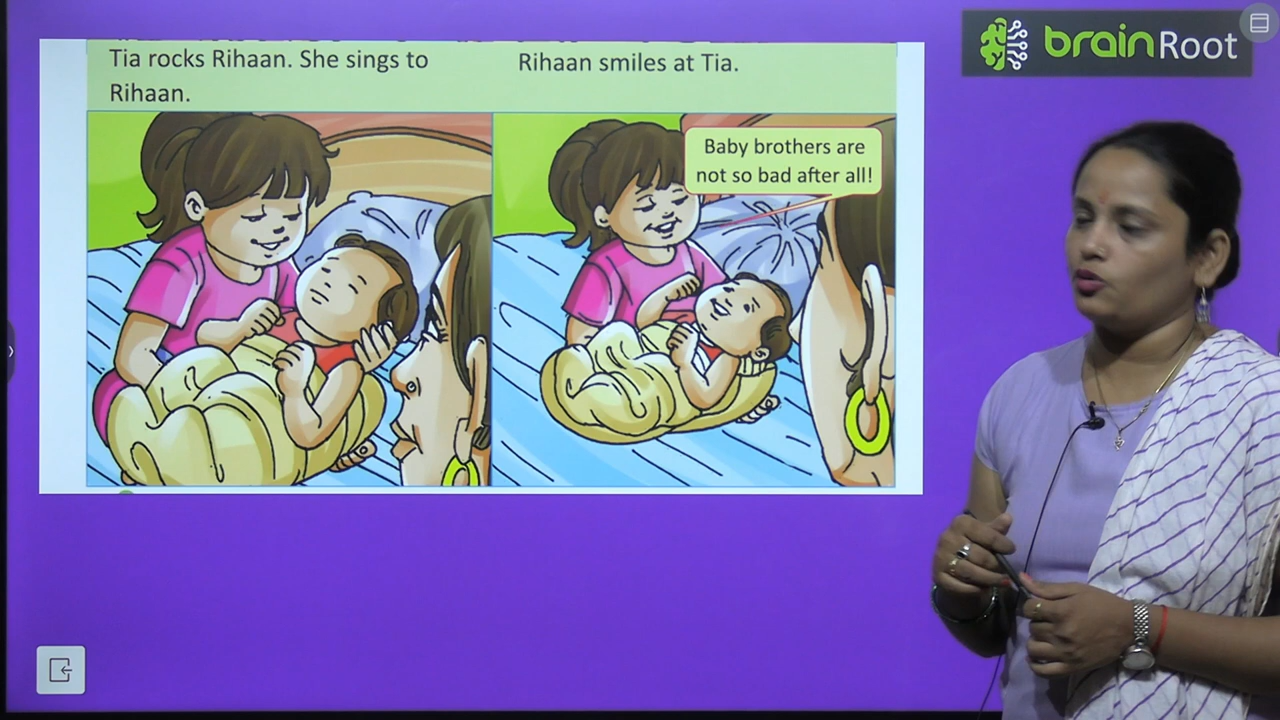 Tia rocks Rihaan. She sings to
Rihaan.
Rihaan smiles at Tia.
Baby brothers are
not so bad after all!
brainRoot